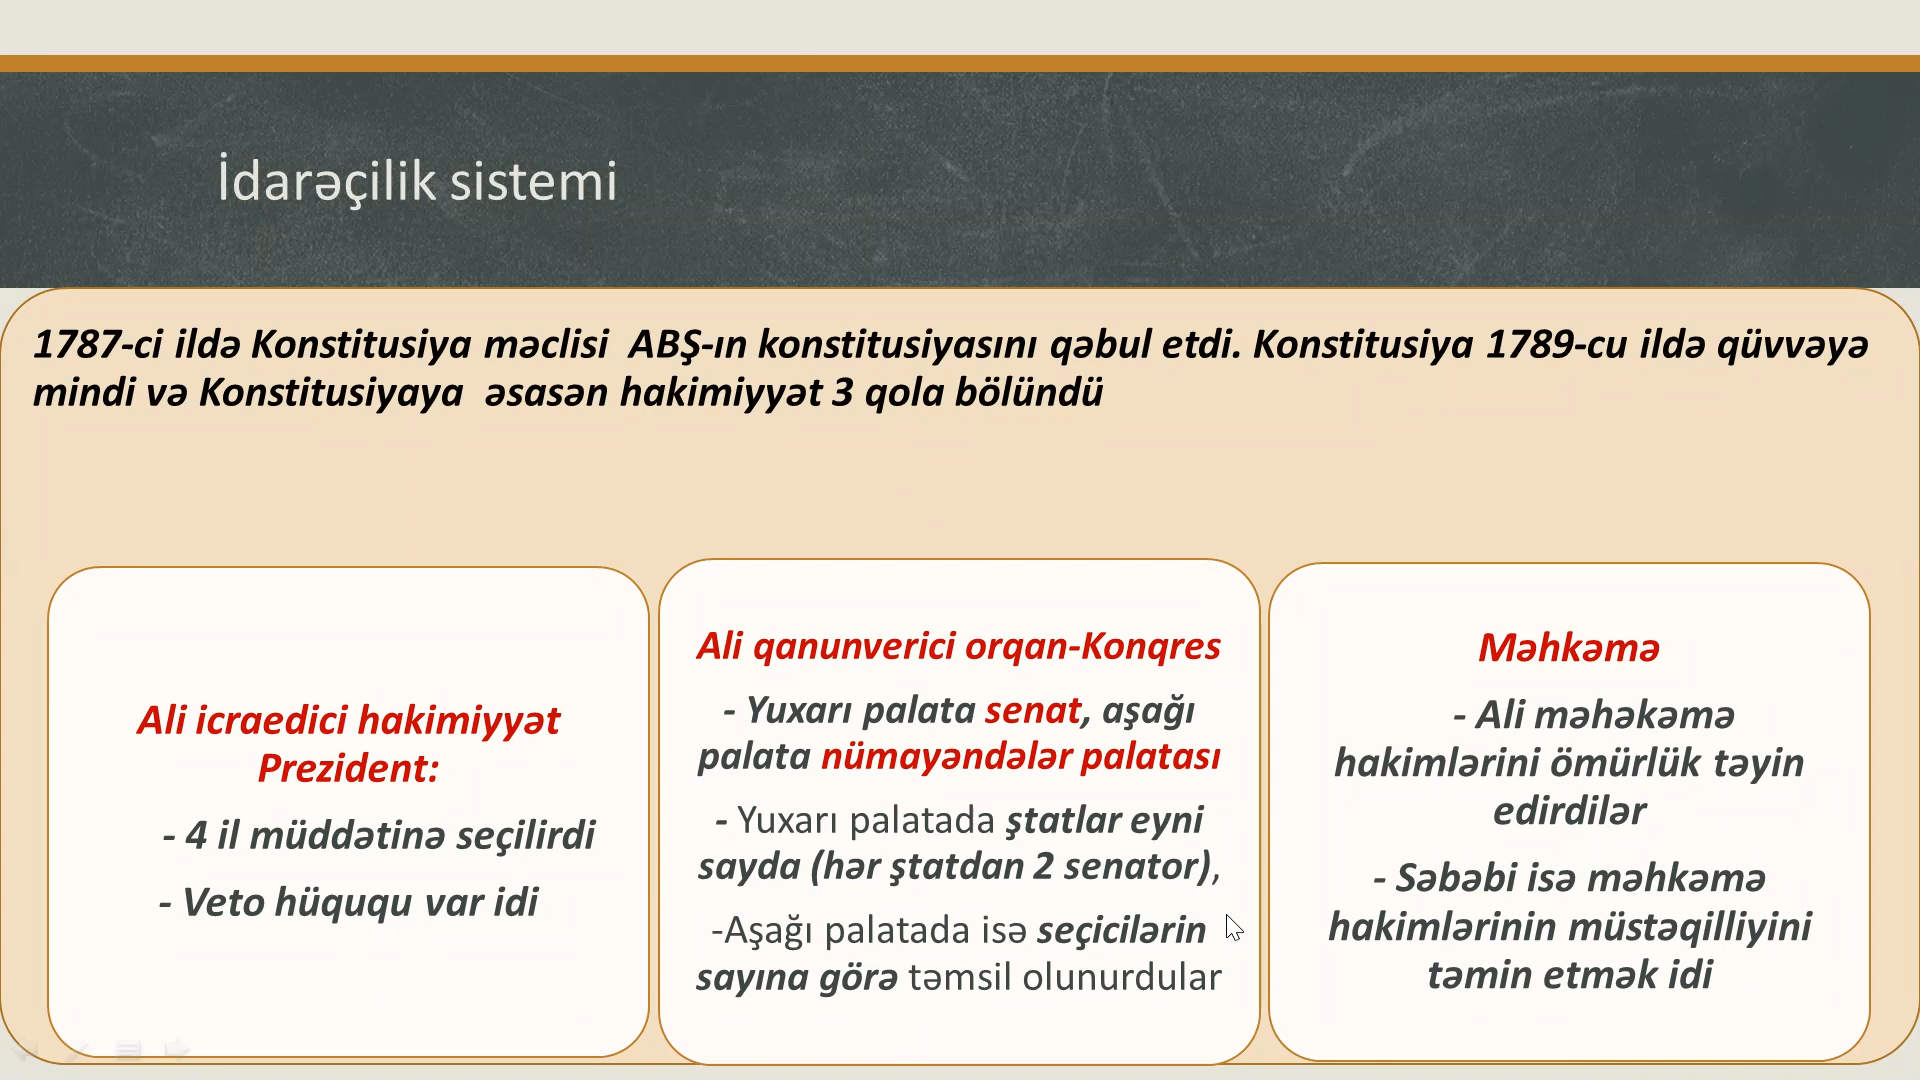 İdarəçilik sistemi
1787-ci ildə Konstitusiya məclisi ABŞ-ın konstitusiyasını qəbul etdi. Konstitusiya 1789-cu ildə qüvvəyə
mindi və Konstitusiyaya əsasən hakimiyyət 3 qola bölündü
Ali icraedici hakimiyyət
Prezident:
- 4 il müddətinə seçilirdi
- Veto hüququ var idi
Ali qanunverici orqan-Konqres
- Yuxarı palata senat, aşağı
palata nümayəndələr palatası
- Yuxarı palatada ştatlar eyni
sayda (hər ştatdan 2 senator),
-Aşağı palatada isə seçicilərin
sayına görə təmsil olunurdular
Məhkəmə
- Ali məhəkəmə
hakimlərini ömürlük təyin
edirdilər
- Səbəbi isə məhkəmə
hakimlərinin müstəqilliyini
təmin etmək idi